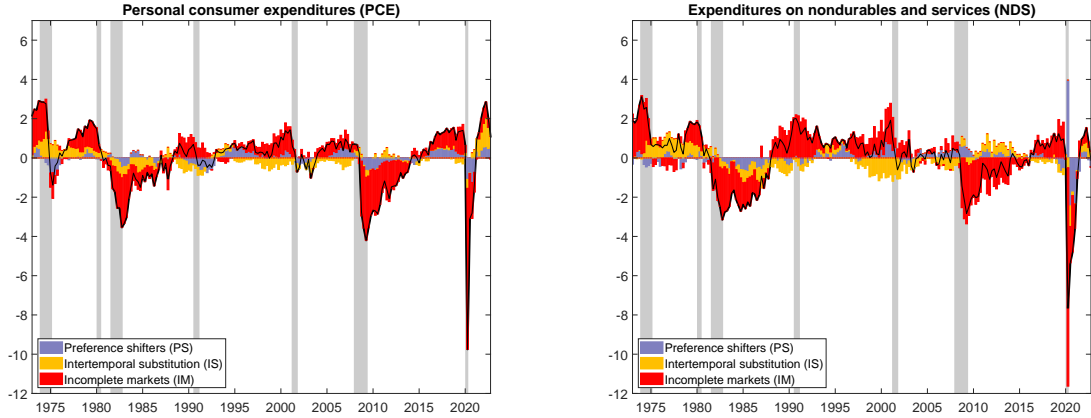 Personal consumer expenditures (PCE)
6
4
2
0
-2
-4
-6
-8
-10
-12
Preference shifters (PS)
Intertemporal substitution (IS)
Incomplete markets (IM)
1975 1980 1985 1990 1995 2000 2005 2010 2015 2020
Expenditures on nondurables and services (NDS)
6
4
2
0
-2
-4
-6
-8
-10
-12
Preference shifters (PS)
Intertemporal substitution (IS)
Incomplete markets (IM)
1975 1980 1985 1990 1995 2000 2005 2010 2015 2020